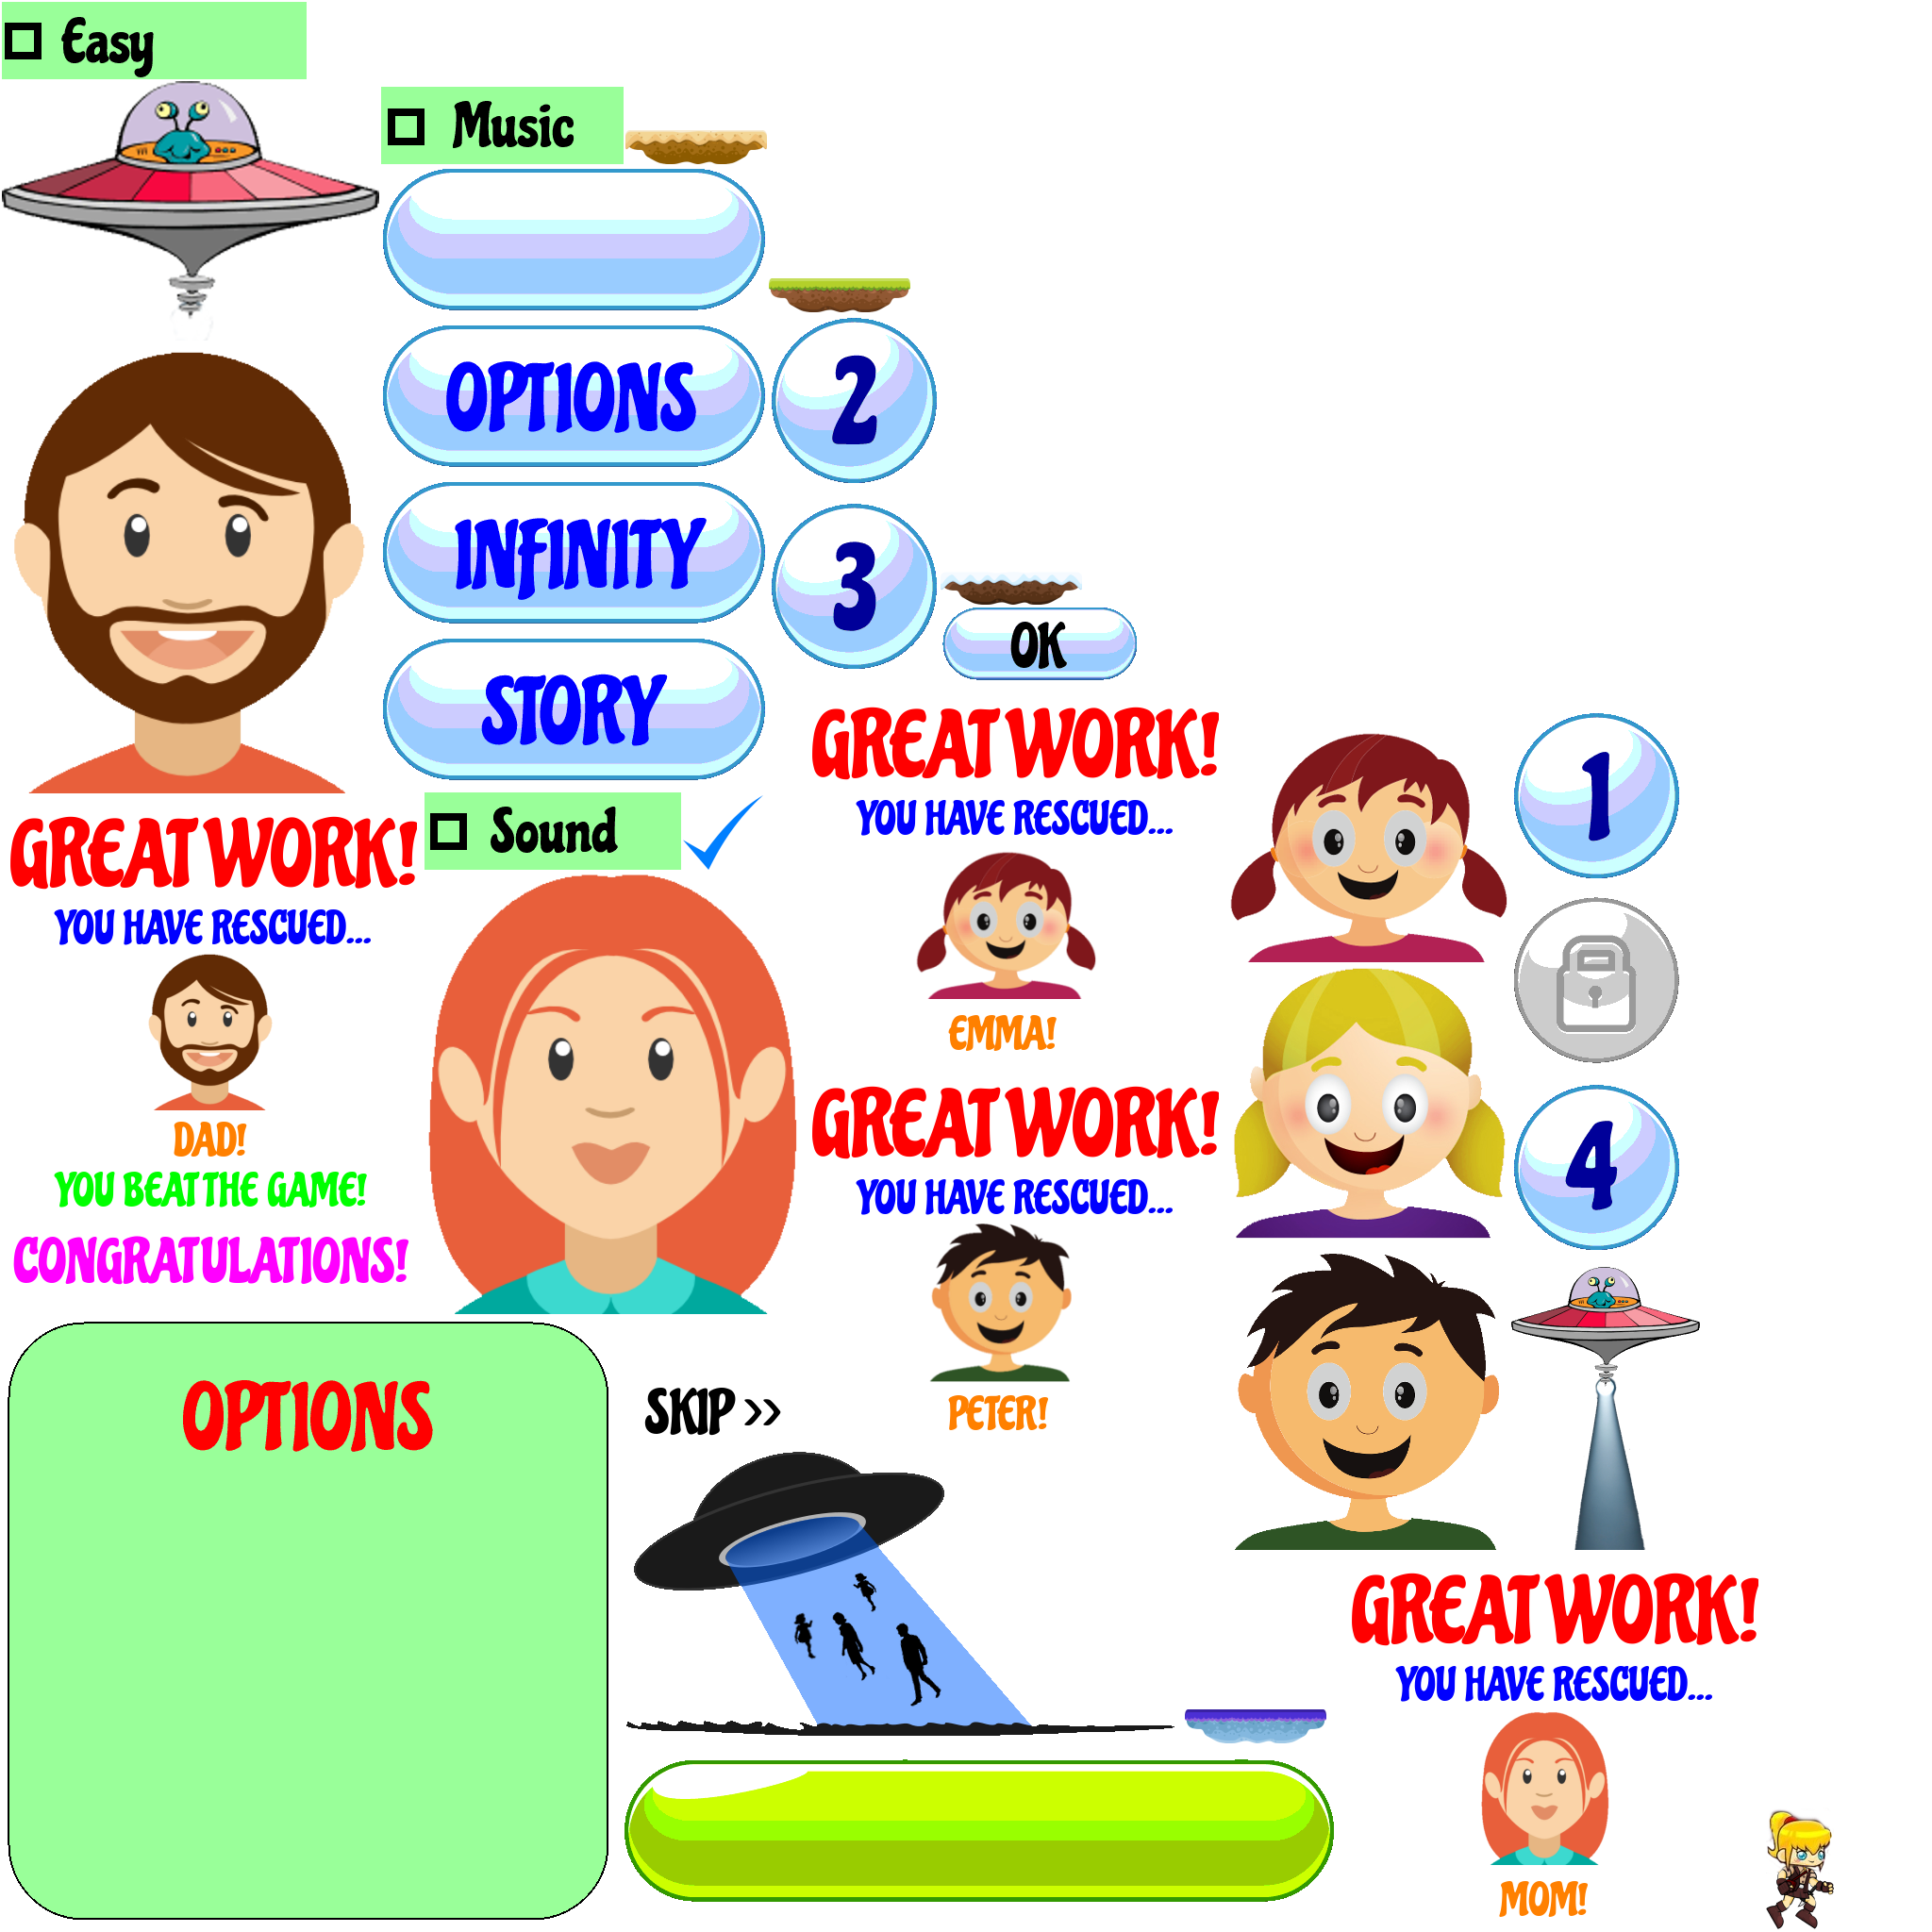 Easy
Music
OPTIONS
2
INFINITY
3
OK
STORY
GREAT WORK!
YOU HAVE RESCUED...
EMMA!
1
Sound
GREAT WORK!
YOU HAVE RESCUED...
DAD!
YOU BEAT THE GAME!
CONGRATULATIONS!
GREAT WORK!
YOU HAVE RESCUED...
PETER!
4
OPTIONS
SKIP >>
GREAT WORK!
YOU HAVE RESCUED...
MOM!